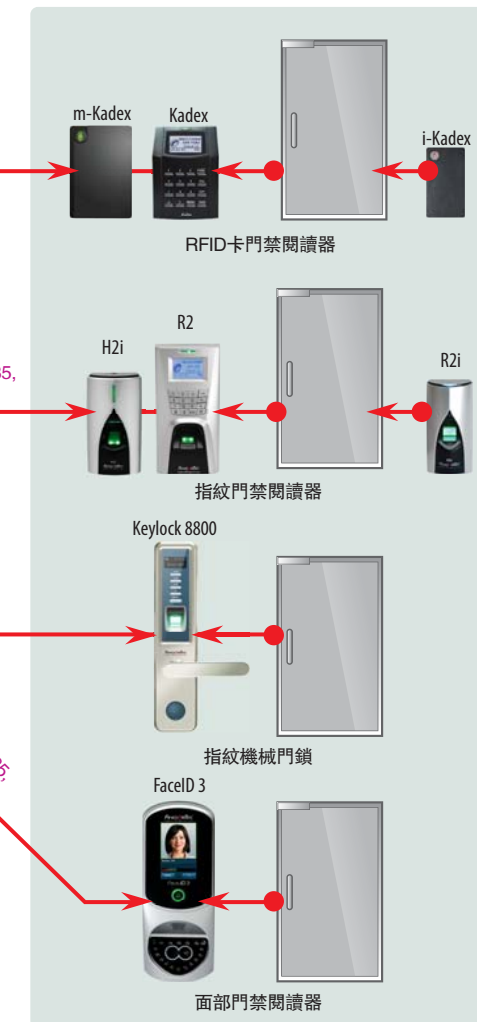 m-Kadex
Kadex
i-Kadex
RFID卡門禁閱讀器
H2i
R2
R2i
35,
指紋門禁閱讀器
Keylock 8800
指紋機械門鎖
FaceID 3
面部門禁閱讀器